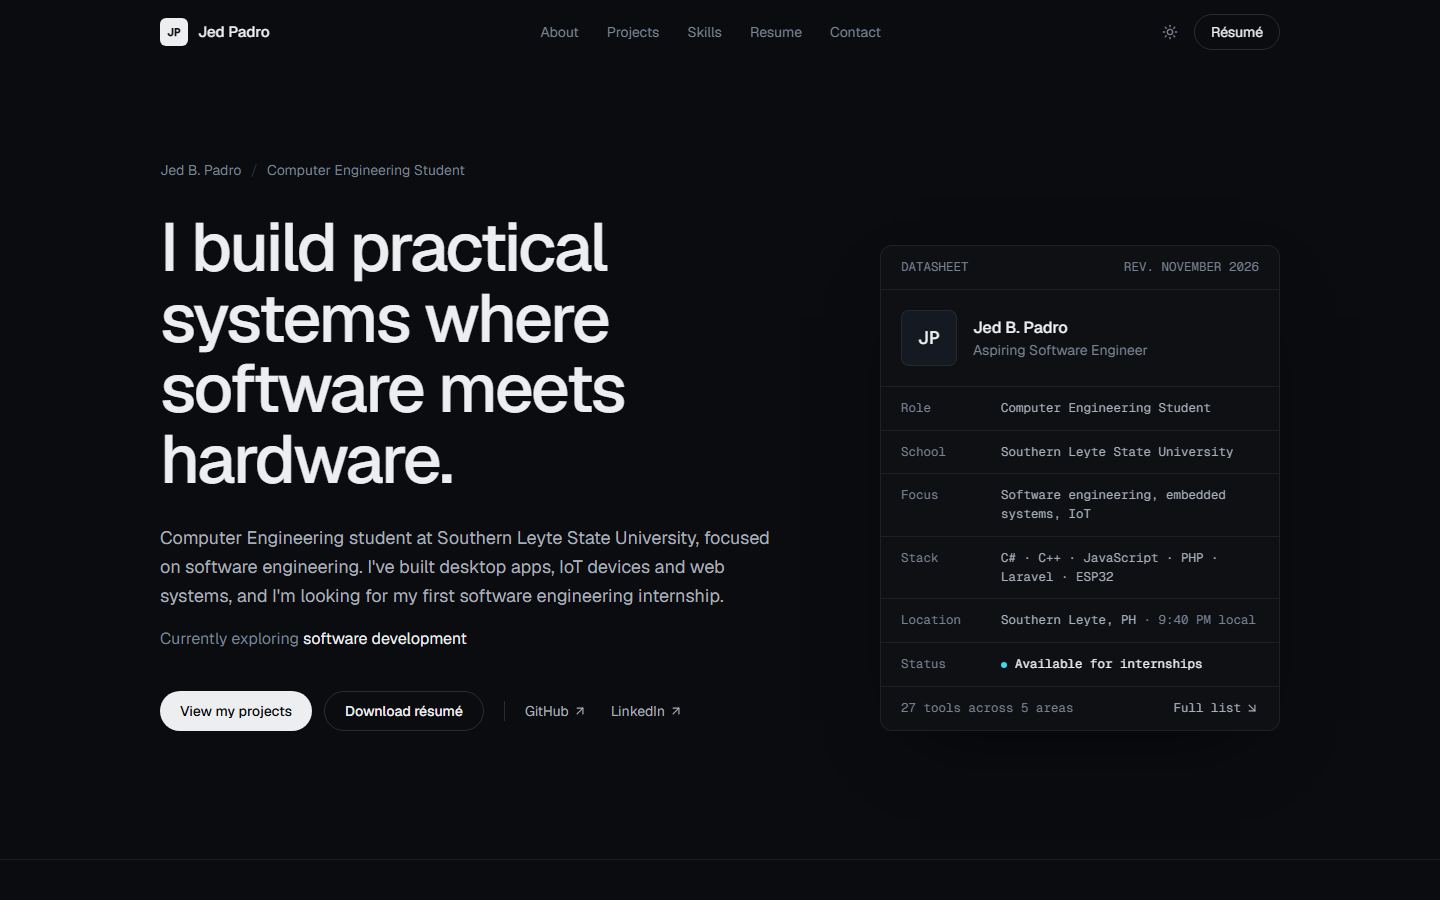 JP Jed Padro
About Projects Skills Resume Contact
Résumé
Jed B. Padro / Computer Engineering Student
I build practical
systems where
software meets
hardware.
Computer Engineering student at Southern Leyte State University, focused
on software engineering. I've built desktop apps, IoT devices and web
systems, and I'm looking for my first software engineering internship.
Currently exploring software development
View my projects Download résumé GitHub ↗ LinkedIn ↗
DATASHEET REV. NOVEMBER 2026
JP
Jed B. Padro
Aspiring Software Engineer
Role Computer Engineering Student
School Southern Leyte State University
Focus Software engineering, embedded
systems, IoT
Stack C# · C++ · JavaScript · PHP ·
Laravel · ESP32
Location Southern Leyte, PH · 9:40 PM local
Status Available for internships
27 tools across 5 areas Full list ↘